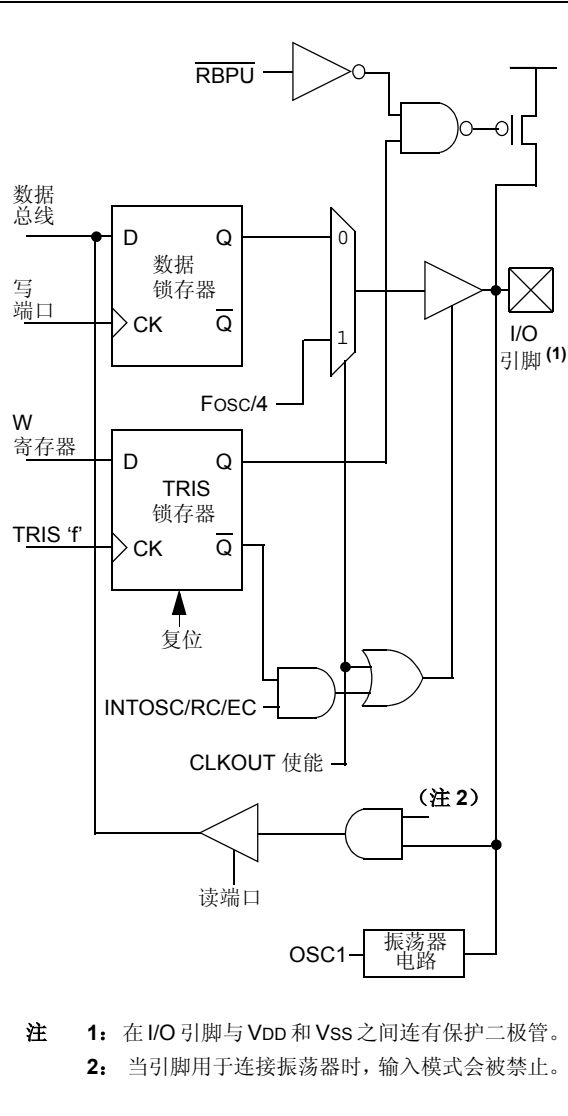 RBPU
数据
总线
D
Q
数据
锁存器
写
端口
CK
Q
0
1
I/O
引脚 (1)
FOSC/4
W
寄存器
D
Q
TRIS
锁存器
TRIS ‘f’
CK
Q
复位
INTOSC/RC/EC
CLKOUT 使能
（注 2）
读端口
OSC1
振荡器
电路
注 1： 在 I/O 引脚与 VDD 和 VSS 之间连有保护二极管。
2： 当引脚用于连接振荡器时，输入模式会被禁止。